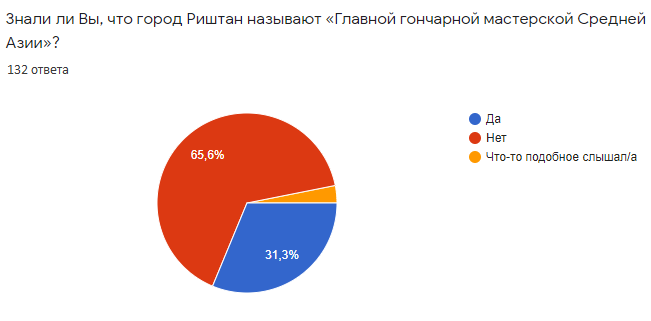 Знали ли Вы, что город Риштан называют «Главной гончарной мастерской Средней
Азии»?
132 ответа
Да
Нет
Что-то подобное слышал/а
65,6%
31,3%